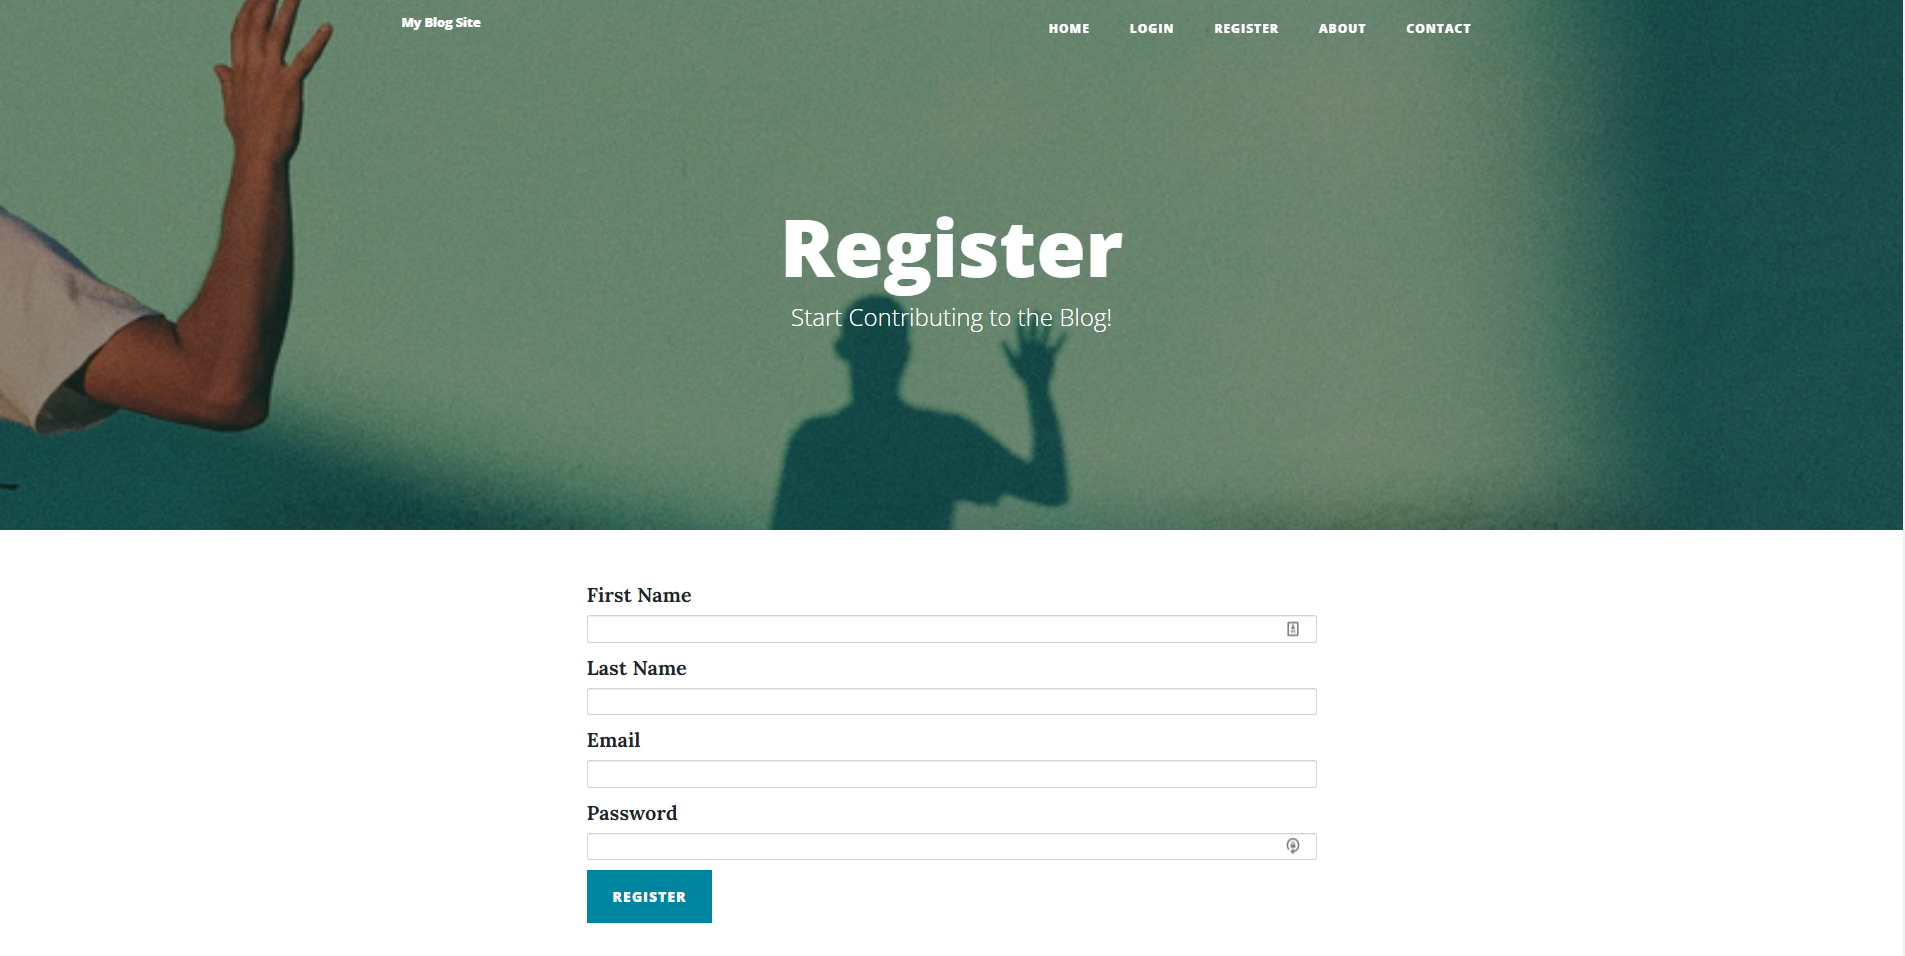 My Blog Site
HOME LOGIN REGISTER ABOUT CONTACT
Register
Start Contributing to the Blog!
First Name
Last Name
Email
Password
REGISTER